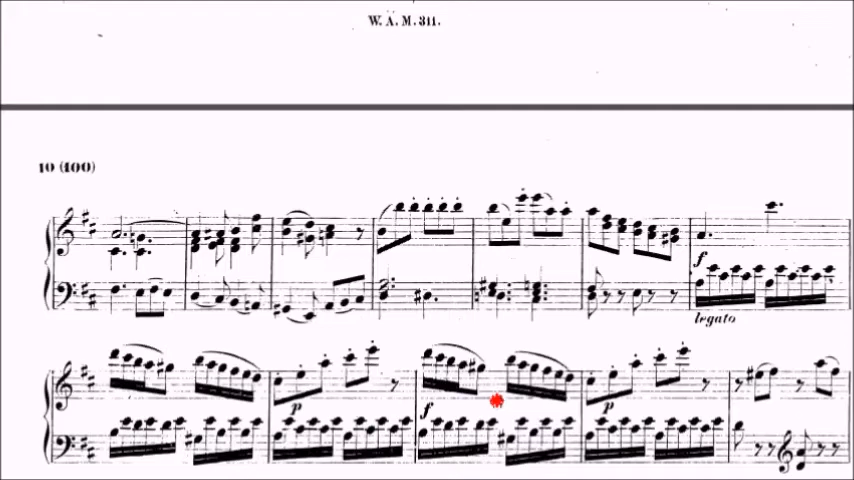 W. A. M. 311.
10 (100)
f
legato
p
f
p